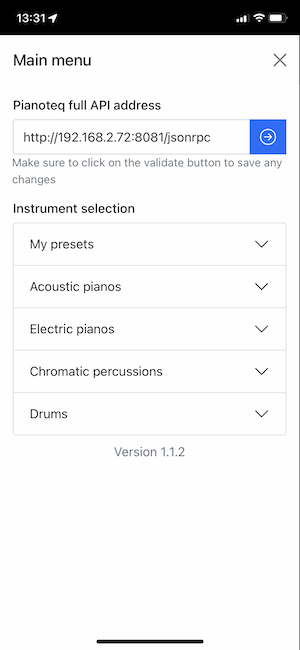 13:31
Main menu
Pianoteq full API address
http://192.168.2.72:8081/jsonrpc
Make sure to click on the validate button to save any
changes
Instrument selection
My presets
Acoustic pianos
Electric pianos
Chromatic percussions
Drums
Version 1.1.2